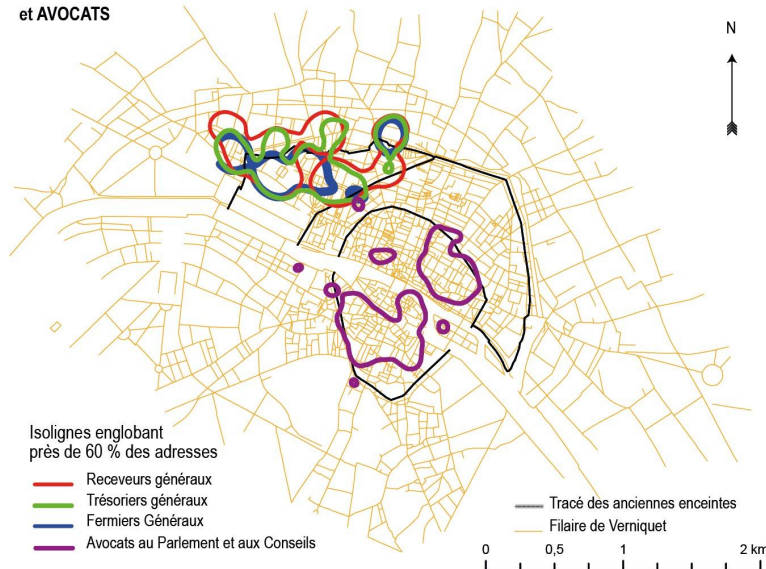 et AVOCATS
N
Isolignes englobant
près de 60 % des adresses
Receveurs généraux
Trésoriers généraux
Fermiers Généraux
Avocats au Parlement et aux Conseils
Tracé des anciennes enceintes
Filaire de Verniquet
0 0,5 1 2 km